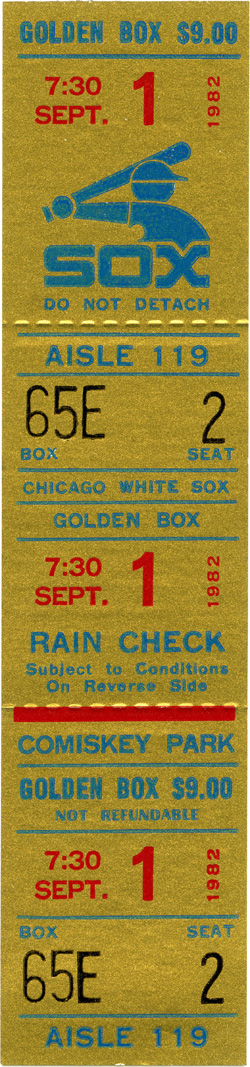 GOLDEN BOX $9.00
7:30
SEPT. 1 1982
SOX
DO NOT DETACH
AISLE 119
65E 2
BOX SEAT
CHICAGO WHITE SOX
GOLDEN BOX
7:30
SEPT. 1 1982
RAIN CHECK
Subject to Conditions
On Reverse Side
COMISKEY PARK
GOLDEN BOX $9.00
NOT REFUNDABLE
7:30
SEPT. 1 1982
BOX SEAT
65E 2
AISLE 119